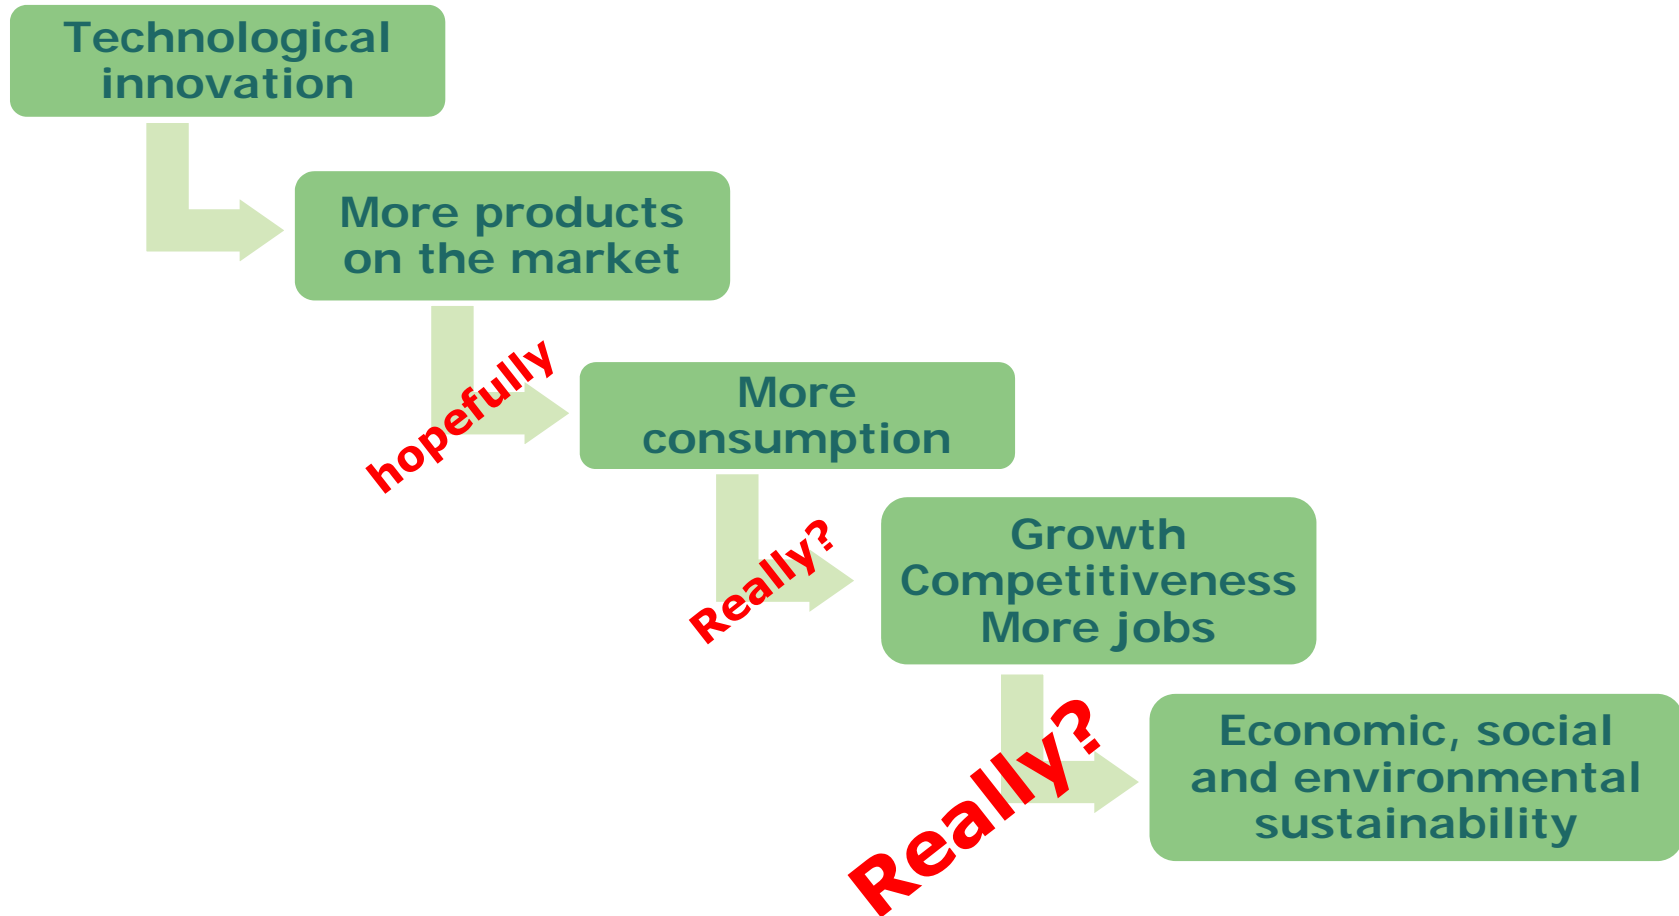 Technological
innovation
More products
on the market
hopefully
More
consumption
Really?
Growth
Competitiveness
More jobs
Really?
Economic, social
and environmental
sustainability